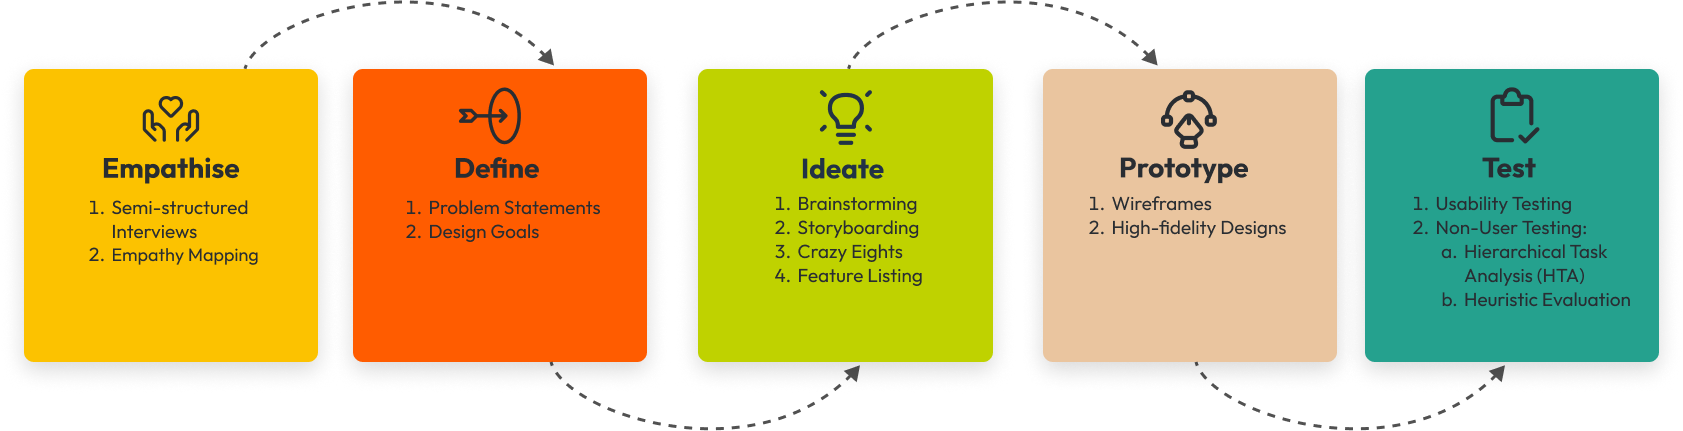 Empathise
1. Semi-structured
Interviews
2. Empathy Mapping
Define
1. Problem Statements
2. Design Goals
Ideate
1. Brainstorming
2. Storyboarding
3. Crazy Eights
4. Feature Listing
Prototype
1. Wireframes
2. High-fidelity Designs
Test
1. Usability Testing
2. Non-User Testing:
a. Hierarchical Task
Analysis (HTA)
b. Heuristic Evaluation